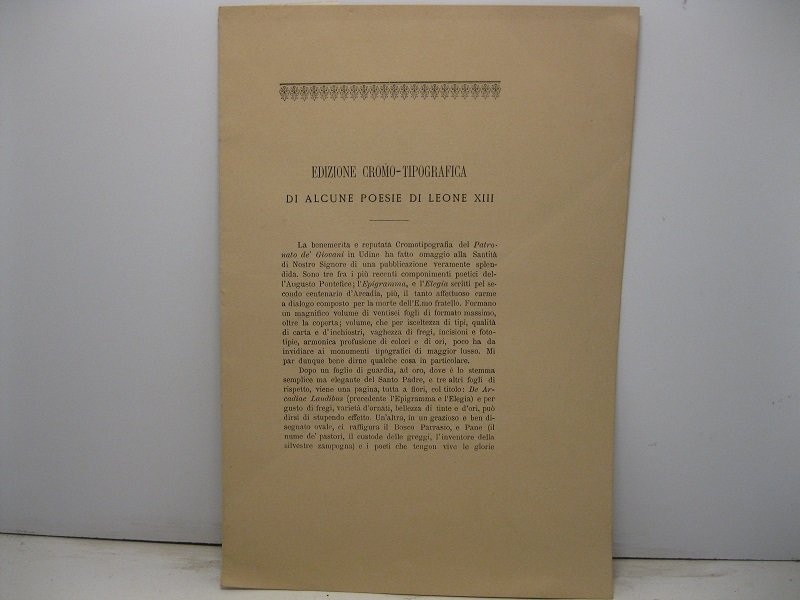 EDIZIONE CROMO-TIPOGRAFICA
DI ALCUNE POESIE DI LEONE XIII
La benemerita e reputata Cromotipografia del Patro-
nato de' Giovani in Udine ha fatto omaggio alla Santità
di Nostro Signore di una pubblicazione veramente splen-
dida. Sono tre fra i più recenti componimenti poetici del-
l'Augusto Pontefice; l'Epigramma, e l'Elegia scritti pel se-
condo centenario d'Arcadia, più, il tanto affettuoso carme
a dialogo composto per la morte dell'E.mo fratello. Formano
un magnifico volume di ventisei fogli di formato massimo,
oltre la coperta; volume, che per isceltezza di tipi, qualità
di carta e d'inchiostri, vaghezza di fregi, incisioni e foto-
tipie, armonica profusione di colori e di ori, poco ha da
invidiare ai monumenti tipografici di maggior lusso. Mi
par dunque bene dirne qualche cosa in particolare.
Dopo un foglio di guardia, ad oro, dove è lo stemma
semplice ma elegante del Santo Padre, e tre altri fogli di
rispetto, viene una pagina, tutta a fiori, col titolo: De Ar-
cadiae Laudibus (precedente l'Epigramma e l'Elegia) e per
gusto di fregi, varietà d'ornati, bellezza di tinte e d'ori, può
dirsi di stupendo effetto. Un'altra, in un grazioso e ben di-
segnato ovale, ci raffigura il Bosco Parrasio, e Pane (il
nume de' pastori, il custode delle greggi, l'inventore della
silvestre zampogna) e i poeti che tengon vive le glorie